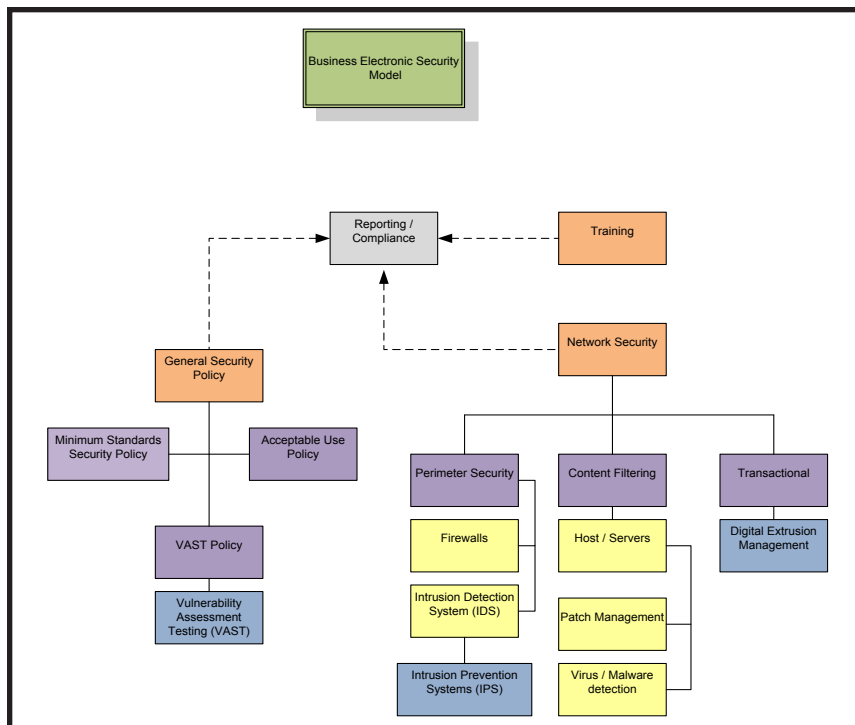 Business Electronic Security
Model
Reporting /
Compliance
Training
Network Security
General Security
Policy
Minimum Standards
Security Policy
Acceptable Use
Policy
Perimeter Security
Content Filtering
Transactional
Firewalls
Host / Servers
Digital Extrusion
Management
VAST Policy
Vulnerability
Assessment
Testing (VAST)
Intrusion Detection
System (IDS)
Patch Management
Intrusion Prevention
Systems (IPS)
Virus / Malware
detection